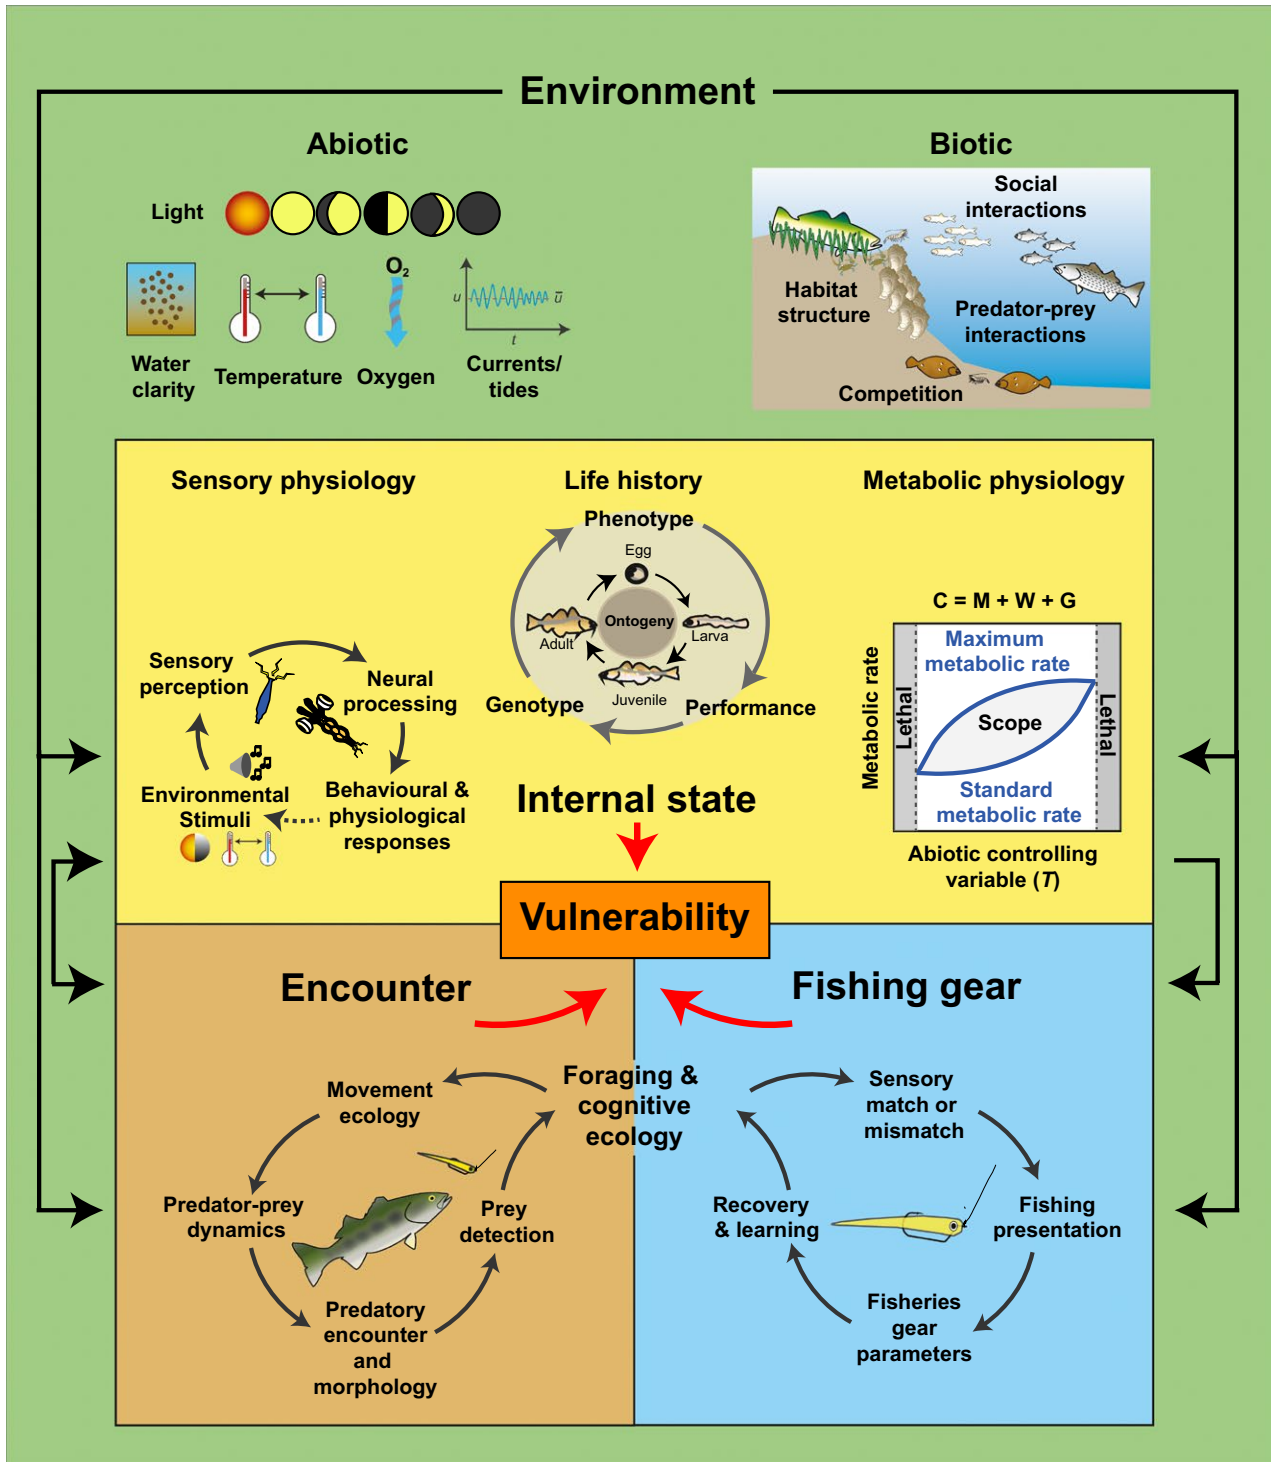 Environment
Abiotic
Light
Water
clarity
Temperature
O2
Oxygen
u
ū
t
Currents/
tides
Biotic
Social
interactions
Habitat
structure
Predator-prey
interactions
Competition
Sensory physiology
Sensory
perception
Neural
processing
Behavioural &
physiological
responses
Environmental
Stimuli
Life history
Phenotype
Egg
Ontogeny
Adult
Larva
Juvenile
Genotype
Performance
Internal state
Metabolic physiology
C = M + W + G
Metabolic rate
Lethal
Maximum
metabolic rate
Scope
Standard
metabolic rate
Lethal
Abiotic controlling
variable (T)
Vulnerability
Encounter
Fishing gear
Foraging &
cognitive
ecology
Movement
ecology
Predator-prey
dynamics
Predatory
encounter
and
morphology
Prey
detection
Sensory
match or
mismatch
Fishing
presentation
Fisheries
gear
parameters
Recovery
& learning